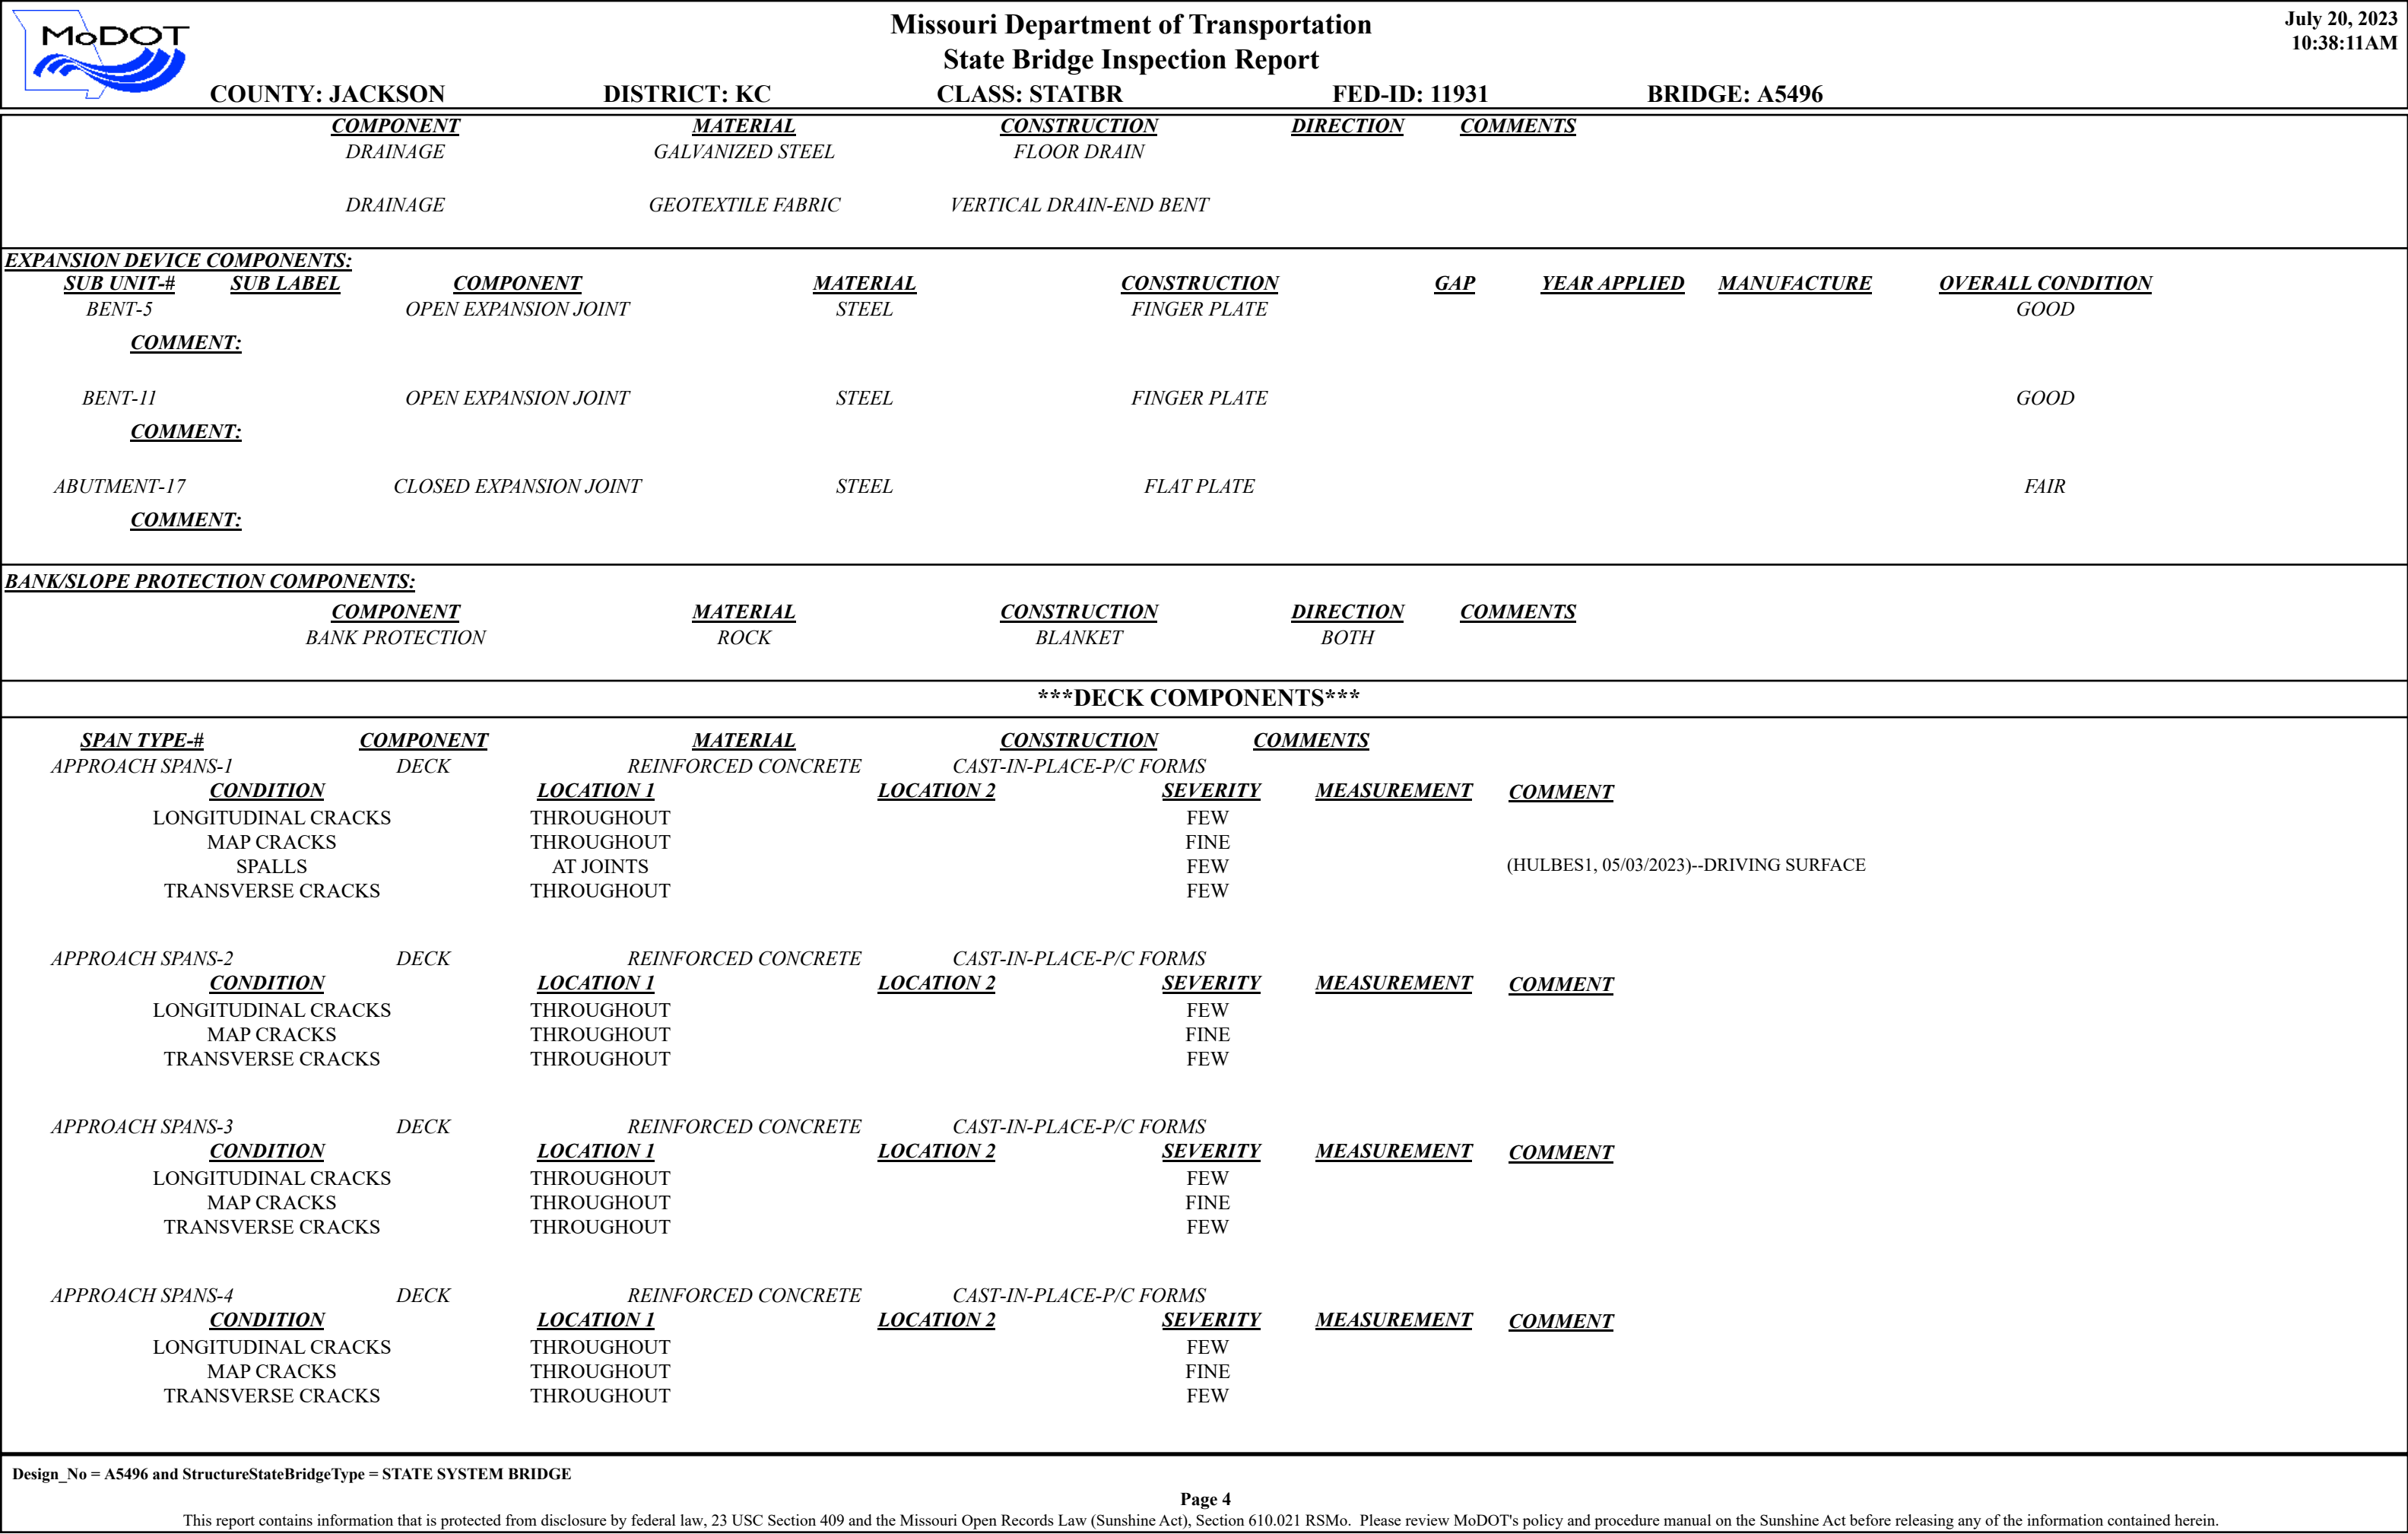 MoDOT
Missouri Department of Transportation
State Bridge Inspection Report
July 20, 2023
10:38:11AM
COUNTY: JACKSON DISTRICT: KC CLASS: STATBR FED-ID: 11931 BRIDGE: A5496
COMPONENT MATERIAL CONSTRUCTION DIRECTION COMMENTS
DRAINAGE GALVANIZED STEEL FLOOR DRAIN
DRAINAGE GEOTEXTILE FABRIC VERTICAL DRAIN-END BENT
EXPANSION DEVICE COMPONENTS:
SUB UNIT-# SUB LABEL COMPONENT MATERIAL CONSTRUCTION GAP YEAR APPLIED MANUFACTURE OVERALL CONDITION
BENT-5 OPEN EXPANSION JOINT STEEL FINGER PLATE GOOD
COMMENT:
BENT-11 OPEN EXPANSION JOINT STEEL FINGER PLATE GOOD
COMMENT:
ABUTMENT-17 CLOSED EXPANSION JOINT STEEL FLAT PLATE FAIR
COMMENT:
BANK/SLOPE PROTECTION COMPONENTS:
COMPONENT MATERIAL CONSTRUCTION DIRECTION COMMENTS
BANK PROTECTION ROCK BLANKET BOTH
***DECK COMPONENTS***
SPAN TYPE-# COMPONENT MATERIAL CONSTRUCTION COMMENTS
APPROACH SPANS-1 DECK REINFORCED CONCRETE CAST-IN-PLACE-P/C FORMS
CONDITION LOCATION 1 LOCATION 2 SEVERITY MEASUREMENT COMMENT
LONGITUDINAL CRACKS THROUGHOUT FEW
MAP CRACKS THROUGHOUT FINE
SPALLS AT JOINTS FEW (HULBES1, 05/03/2023)--DRIVING SURFACE
TRANSVERSE CRACKS THROUGHOUT FEW
APPROACH SPANS-2 DECK REINFORCED CONCRETE CAST-IN-PLACE-P/C FORMS
CONDITION LOCATION 1 LOCATION 2 SEVERITY MEASUREMENT COMMENT
LONGITUDINAL CRACKS THROUGHOUT FEW
MAP CRACKS THROUGHOUT FINE
TRANSVERSE CRACKS THROUGHOUT FEW
APPROACH SPANS-3 DECK REINFORCED CONCRETE CAST-IN-PLACE-P/C FORMS
CONDITION LOCATION 1 LOCATION 2 SEVERITY MEASUREMENT COMMENT
LONGITUDINAL CRACKS THROUGHOUT FEW
MAP CRACKS THROUGHOUT FINE
TRANSVERSE CRACKS THROUGHOUT FEW
APPROACH SPANS-4 DECK REINFORCED CONCRETE CAST-IN-PLACE-P/C FORMS
CONDITION LOCATION 1 LOCATION 2 SEVERITY MEASUREMENT COMMENT
LONGITUDINAL CRACKS THROUGHOUT FEW
MAP CRACKS THROUGHOUT FINE
TRANSVERSE CRACKS THROUGHOUT FEW
Design_No = A5496 and StructureStateBridgeType = STATE SYSTEM BRIDGE
Page 4
This report contains information that is protected from disclosure by federal law, 23 USC Section 409 and the Missouri Open Records Law (Sunshine Act), Section 610.021 RSMo. Please review MoDOT's policy and procedure manual on the Sunshine Act before releasing any of the information contained herein.